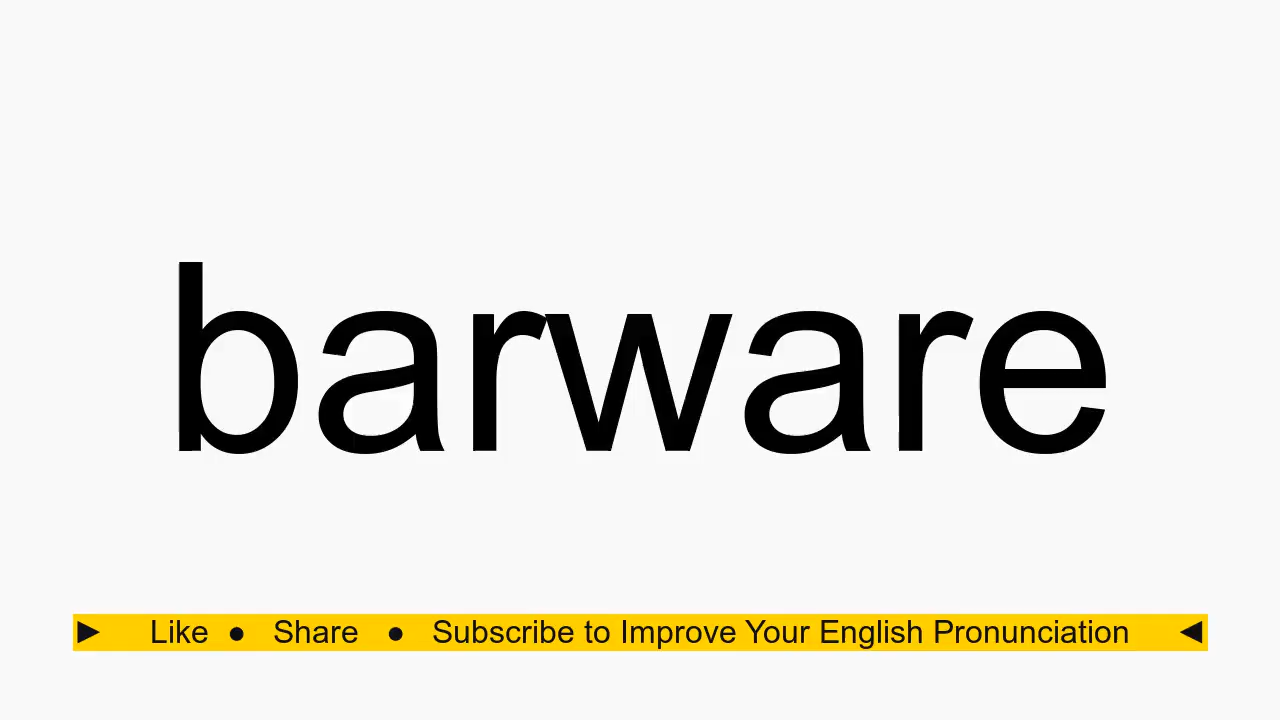 barware
► Like ● Share ● Subscribe to Improve Your English Pronunciation ◄